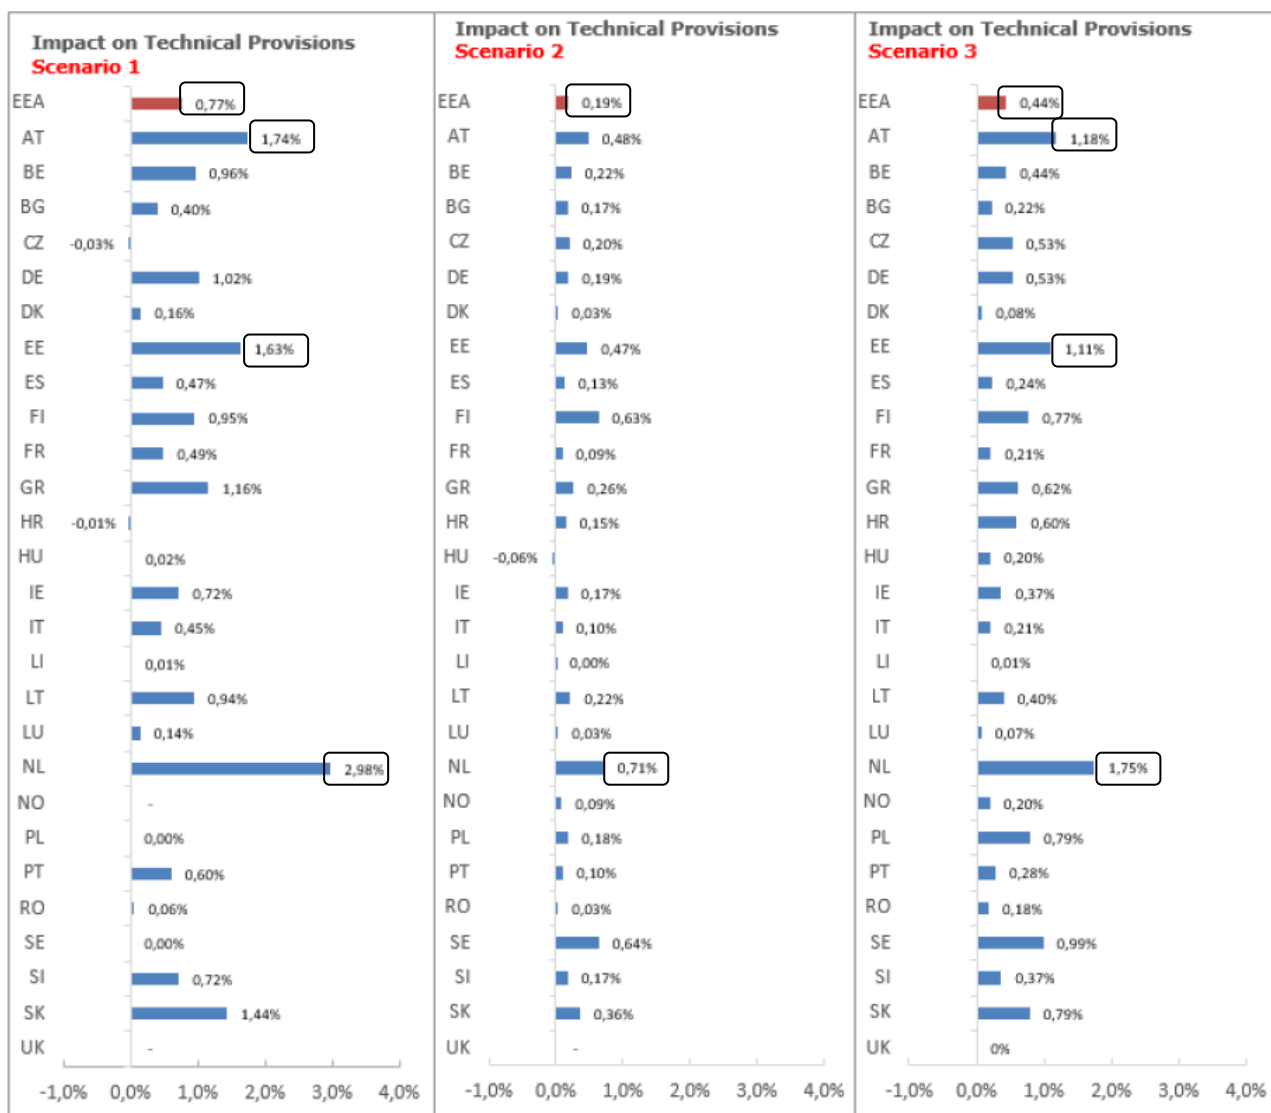 Impact on Technical Provisions
Scenario 1
EEA 0,77%
AT 1,74%
BE 0,96%
BG 0,40%
CZ -0,03%
DE 1,02%
DK 0,16%
EE 1,63%
ES 0,47%
FI 0,95%
FR 0,49%
GR 1,16%
HR -0,01%
HU 0,02%
IE 0,72%
IT 0,45%
LI 0,01%
LT 0,94%
LU 0,14%
NL 2,98%
NO -
PL 0,00%
PT 0,60%
RO 0,06%
SE 0,00%
SI 0,72%
SK 1,44%
UK -
-1,0% 0,0% 1,0% 2,0% 3,0% 4,0%
Impact on Technical Provisions
Scenario 2
EEA 0,19%
AT 0,48%
BE 0,22%
BG 0,17%
CZ 0,20%
DE 0,19%
DK 0,03%
EE 0,47%
ES 0,13%
FI 0,63%
FR 0,09%
GR 0,26%
HR 0,15%
HU -0,06%
IE 0,17%
IT 0,10%
LI 0,00%
LT 0,22%
LU 0,03%
NL 0,71%
NO 0,09%
PL 0,18%
PT 0,10%
RO 0,03%
SE 0,64%
SI 0,17%
SK 0,36%
UK -
-1,0% 0,0% 1,0% 2,0% 3,0% 4,0%
Impact on Technical Provisions
Scenario 3
EEA 0,44%
AT 1,18%
BE 0,44%
BG 0,22%
CZ 0,53%
DE 0,53%
DK 0,08%
EE 1,11%
ES 0,24%
FI 0,77%
FR 0,21%
GR 0,62%
HR 0,60%
HU 0,20%
IE 0,37%
IT 0,21%
LI 0,01%
LT 0,40%
LU 0,07%
NL 1,75%
NO 0,20%
PL 0,79%
PT 0,28%
RO 0,18%
SE 0,99%
SI 0,37%
SK 0,79%
UK 0%
-1,0% 0,0% 1,0% 2,0% 3,0% 4,0%